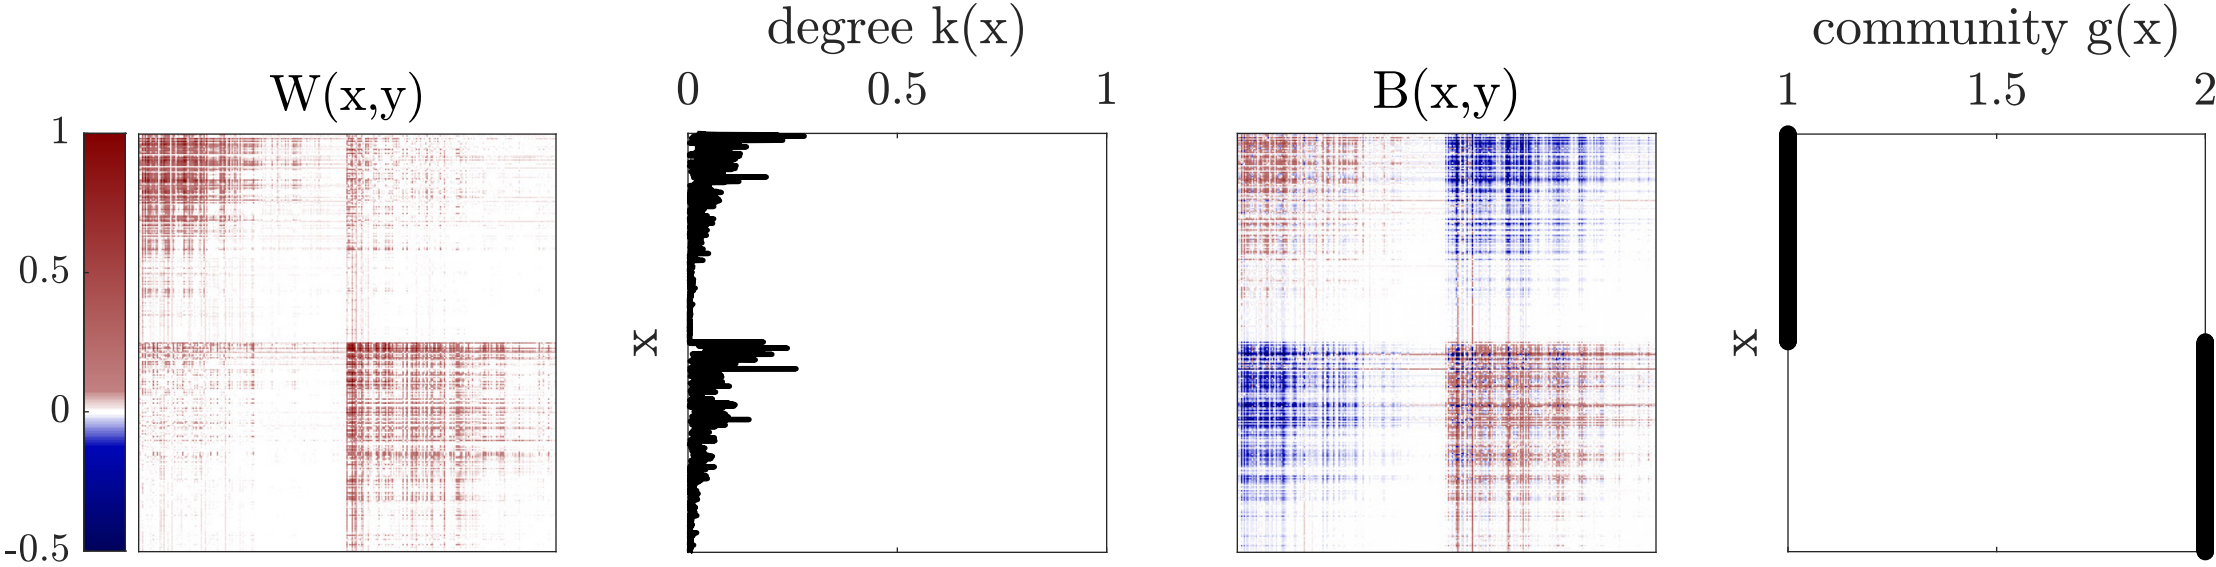 W(x,y)
1
0.5
0
-0.5
degree k(x)
0 0.5 1
x
B(x,y)
community g(x)
1 1.5 2
x